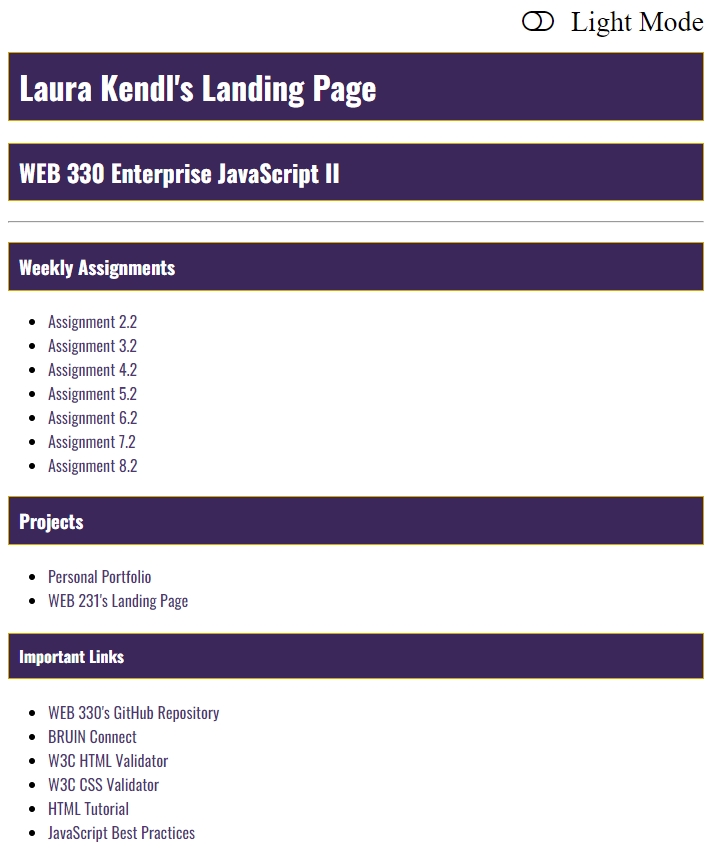 Light Mode
Laura Kendl's Landing Page
WEB 330 Enterprise JavaScript II
Weekly Assignments
Assignment 2.2
Assignment 3.2
Assignment 4.2
Assignment 5.2
Assignment 6.2
Assignment 7.2
Assignment 8.2
Projects
Personal Portfolio
WEB 231's Landing Page
Important Links
WEB 330's GitHub Repository
BRUIN Connect
W3C HTML Validator
W3C CSS Validator
HTML Tutorial
JavaScript Best Practices